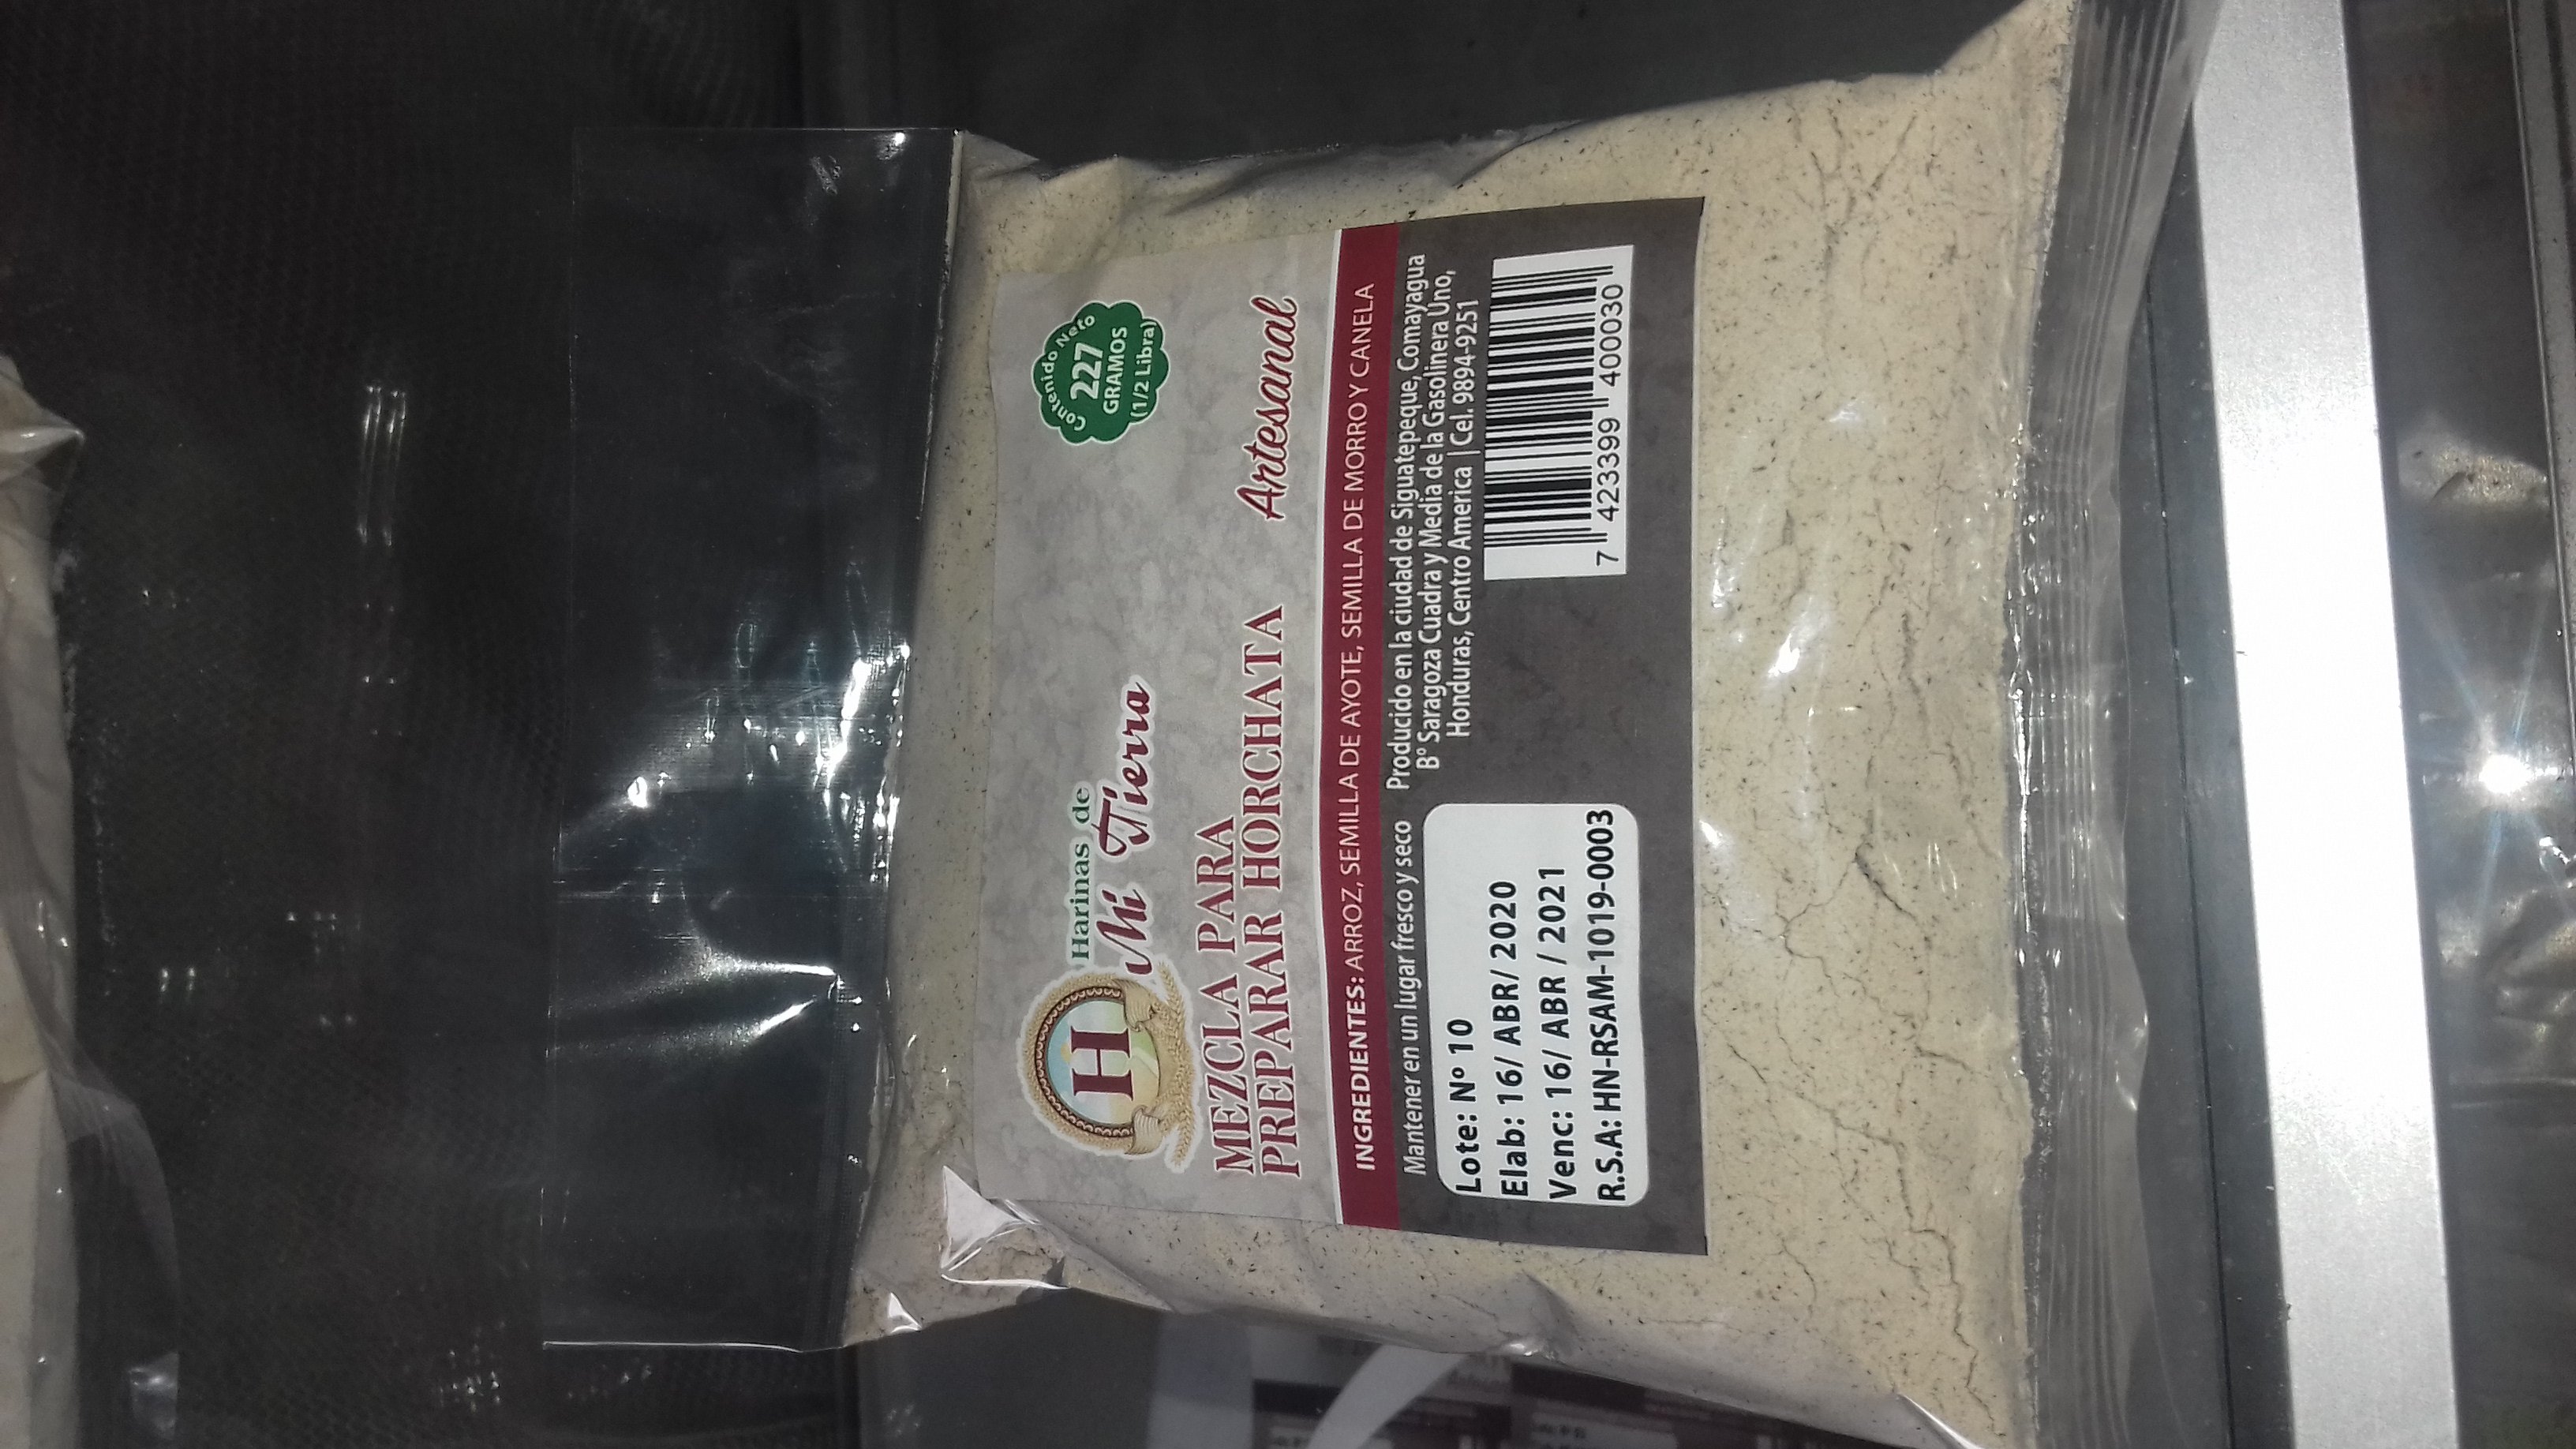 Harinas de
Mi Tierra
H
Contenido Neto
227
GRAMOS
(1/2 Libra)
MEZCLA PARA
PREPARAR HORCHATA
Artesanal
INGREDIENTES: ARROZ, SEMILLA DE AYOTE, SEMILLA DE MORRO Y CANELA
Mantener en un lugar fresco y seco
Producido en la ciudad de Siguatepeque, Comayagua
B° Saragoza Cuadra y Media de la Gasolinera Uno,
Honduras, Centro America | Cel. 9894-9251
Lote: Nº 10
Elab: 16/ ABR/ 2020
Venc: 16/ ABR / 2021
R.S.A: HN-RSAM-1019-0003
7 423399 400030